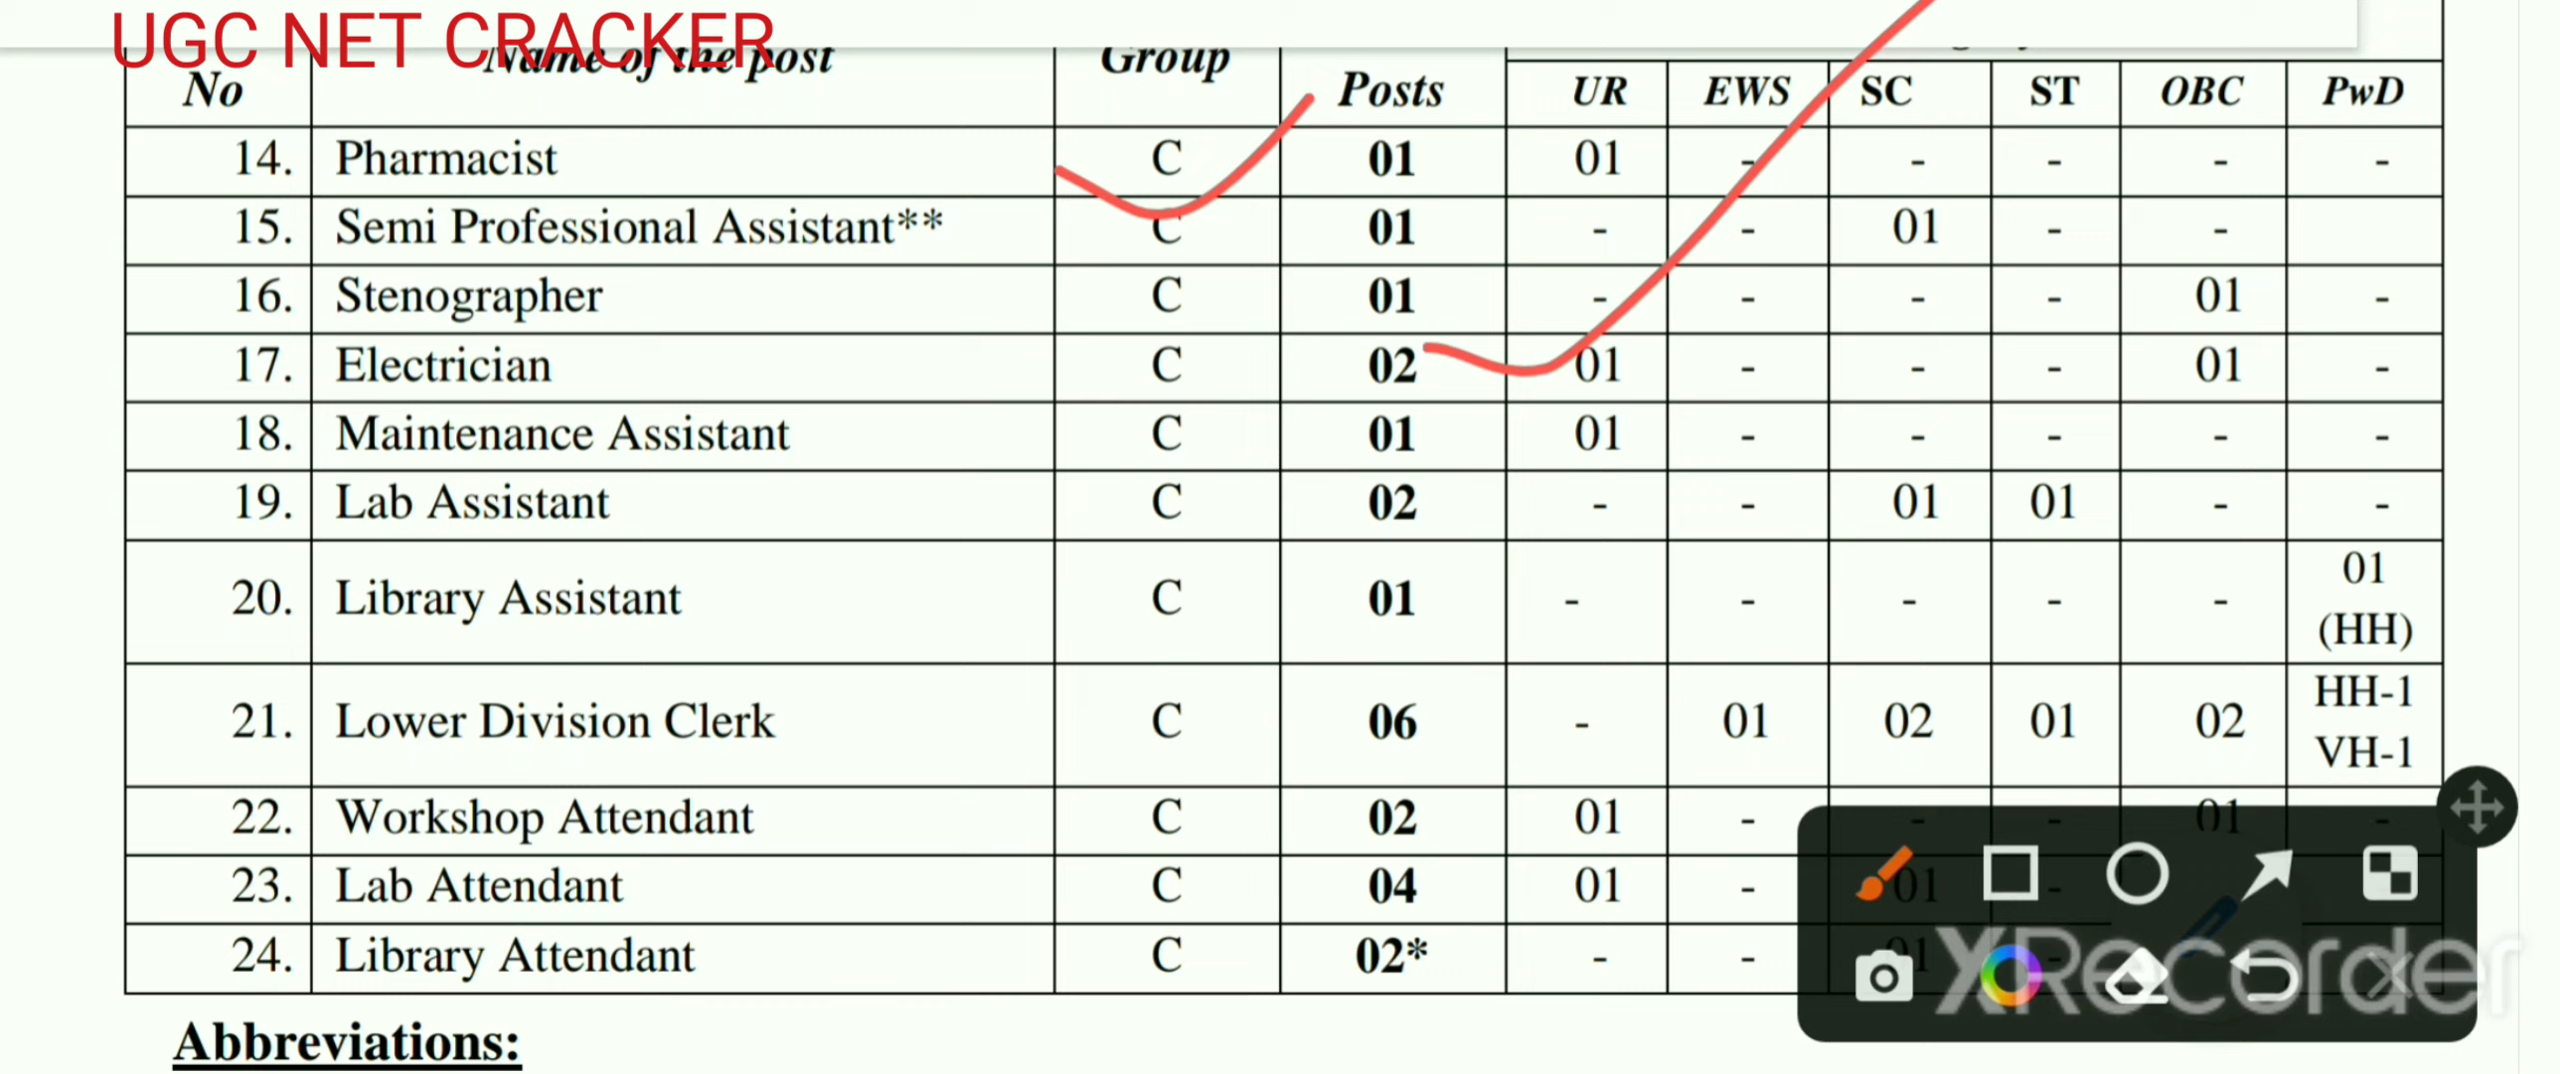 UGC NET CRACKER
No Name of the post Group Posts UR EWS SC ST OBC PwD
14. Pharmacist C 01 01 - - - - -
15. Semi Professional Assistant** C 01 - - 01 - -
16. Stenographer C 01 - - - - 01 -
17. Electrician C 02 01 - - - 01 -
18. Maintenance Assistant C 01 01 - - - - -
19. Lab Assistant C 02 - - 01 01 - -
20. Library Assistant C 01 - - - - - 01 (HH)
21. Lower Division Clerk C 06 - 01 02 01 02 HH-1 VH-1
22. Workshop Attendant C 02 01 - - - 01 -
23. Lab Attendant C 04 01 - 01 -
24. Library Attendant C 02* - - 01
XRecorder
Abbreviations: